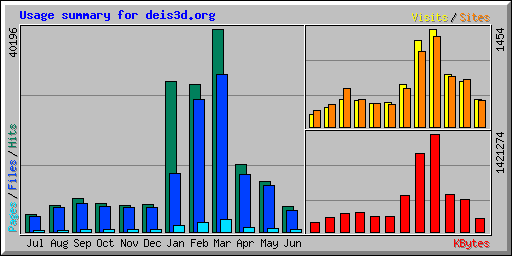 Usage summary for deis3d.org
Visits/Sites
40196
1454
Pages/Files/Hits
1421274
Jul Aug Sep Oct Nov Dec Jan Feb Mar Apr May Jun
KBytes